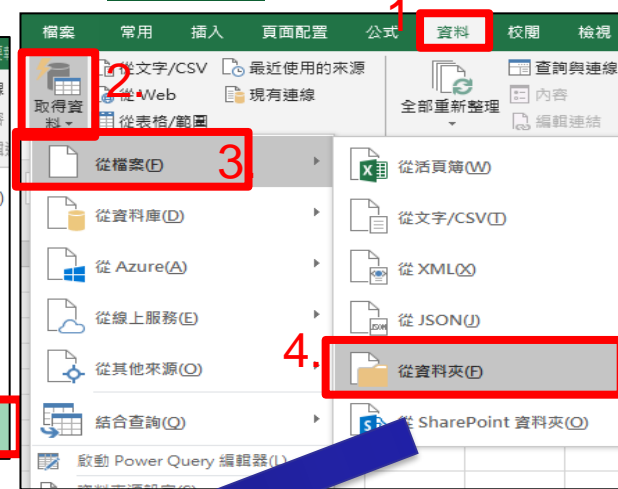 1.
檔案 常用 插入 頁面配置 公式 資料 校閱 檢視
2.
從文字/CSV 最近使用的來源 查詢與連線
從 Web 現有連線 內容
取得資料 從表格/範圍 全部重新整理 編輯連結
從檔案(F) 3. 從活頁簿(W)
從資料庫(D) 從文字/CSV(T)
從 Azure(A) 從 XML(X)
從線上服務(E) 從 JSON(J)
從其他來源(O) 4. 從資料夾(F)
結合查詢(Q) 從 SharePoint 資料夾(O)
啟動 Power Query 編輯器(L)